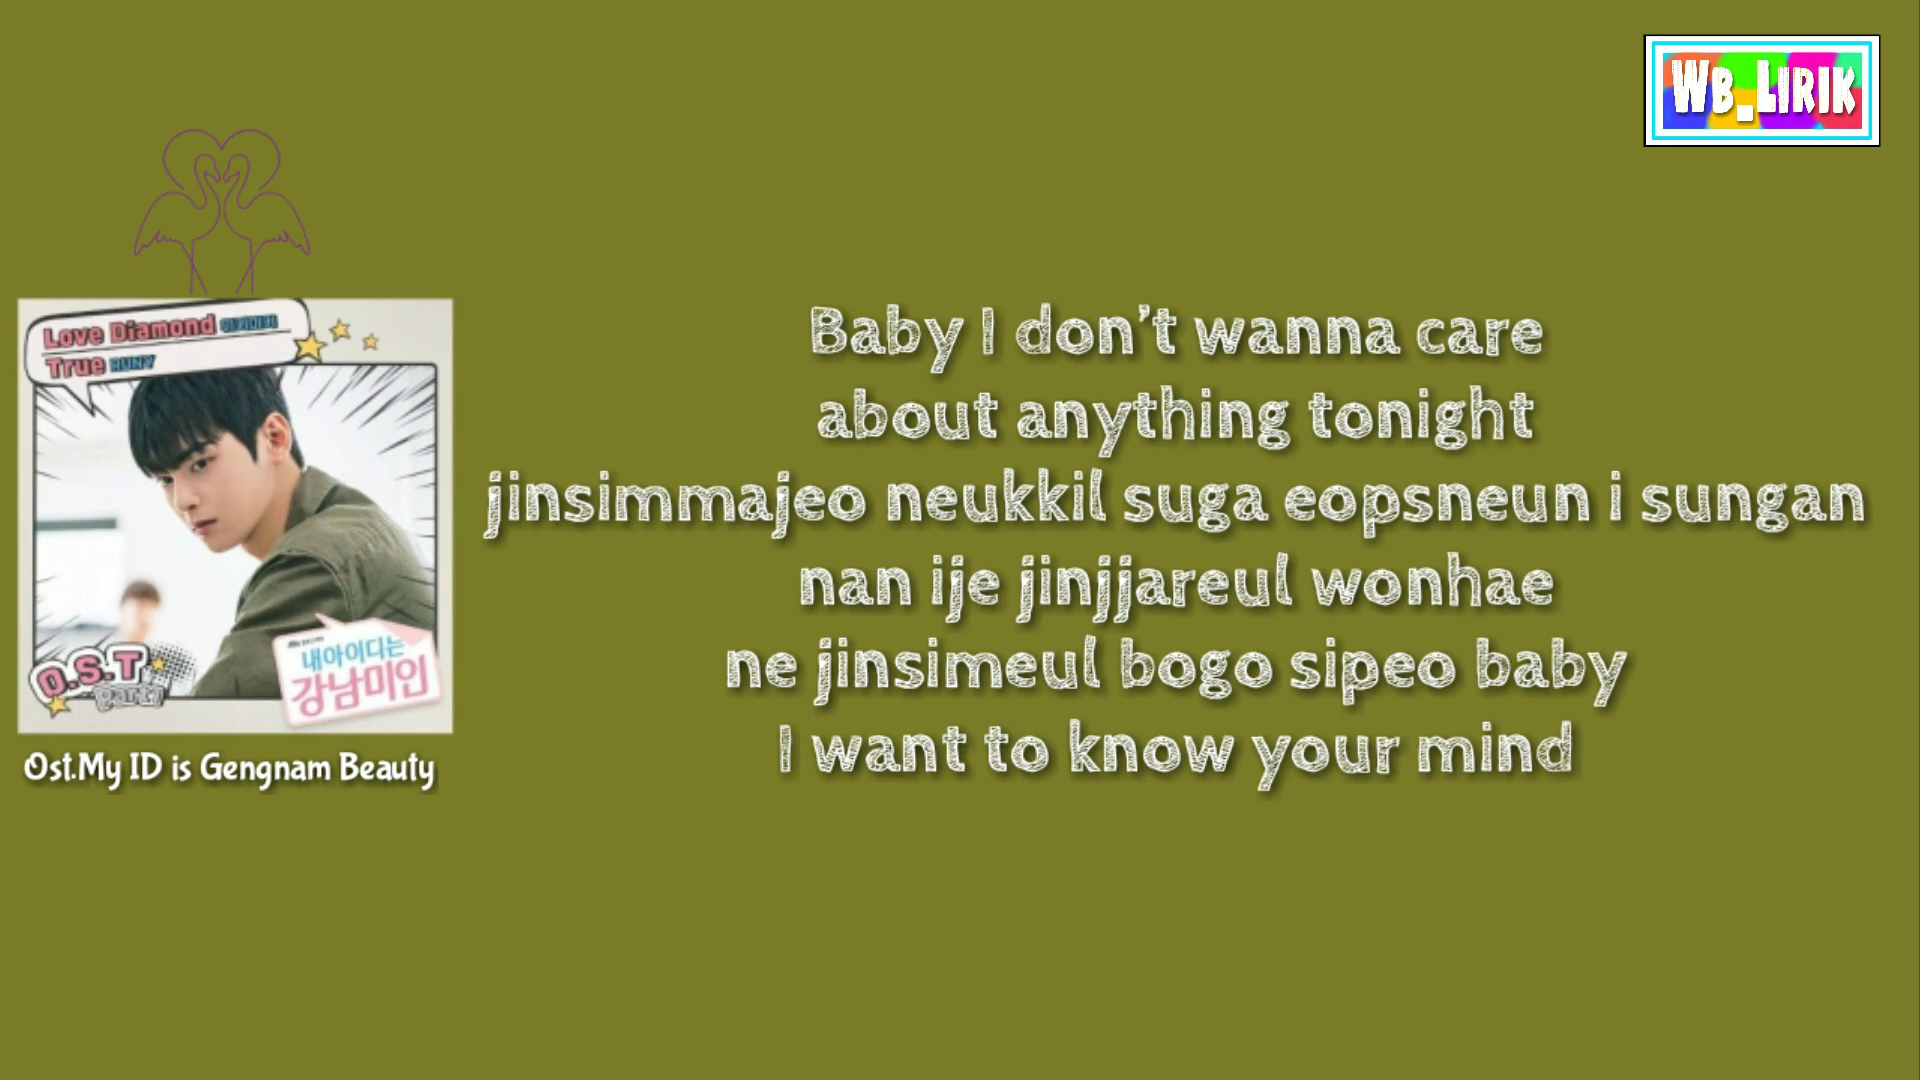 Wb_Lirik
Love Diamond
True RUNY
O.S.T
내아이디는
강남미인
Ost.My ID is Gengnam Beauty
Baby I don't wanna care
about anything tonight
jinsimmajeo neukkil suga eopsneun i sungan
nan ije jinjjareul wonhae
ne jinsimeul bogo sipeo baby
I want to know your mind